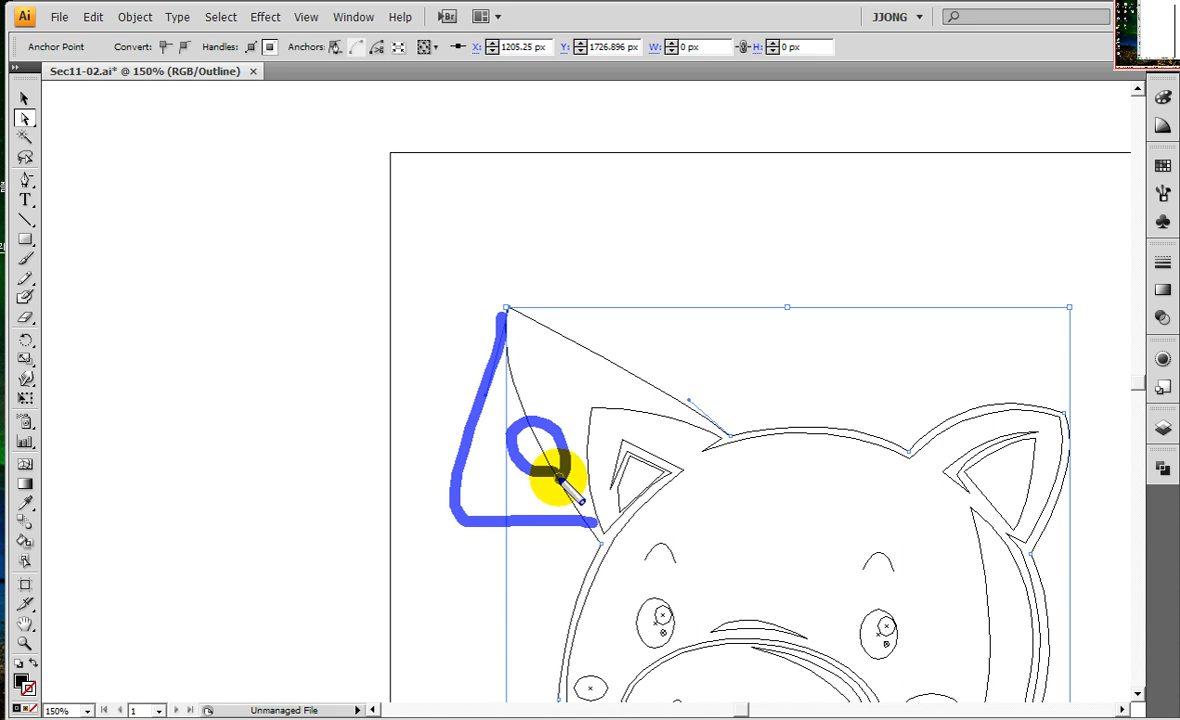 Ai File Edit Object Type Select Effect View Window Help Br JJONG
Anchor Point Convert: Handles: Anchors: X: 1205.25 px Y: 1726.896 px W: 0 px H: 0 px
Sec11-02.ai* @ 150% (RGB/Outline) ×
T
150% 1 Unmanaged File